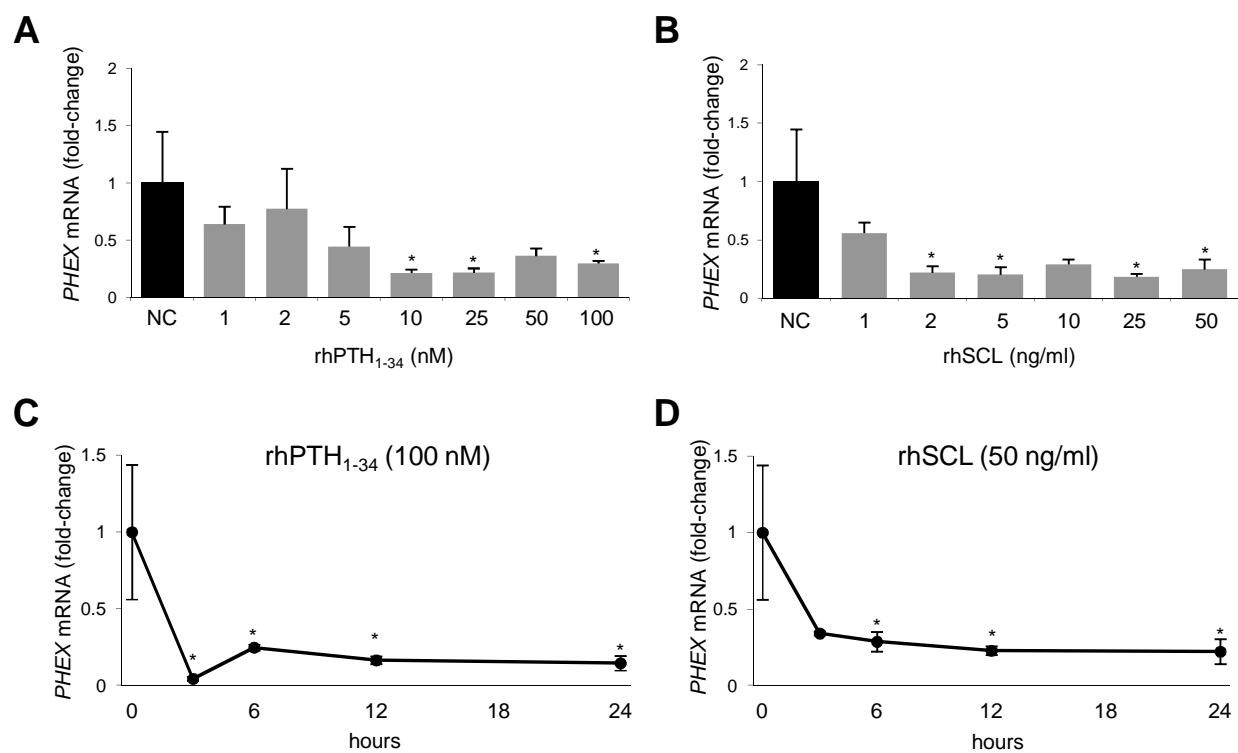 A
PHEX mRNA (fold-change)
2
1.5
1
0.5
0
* * *
NC 1 2 5 10 25 50 100
rhPTH1-34 (nM)
B
PHEX mRNA (fold-change)
2
1.5
1
0.5
0
* * * *
NC 1 2 5 10 25 50
rhSCL (ng/ml)
C
rhPTH1-34 (100 nM)
PHEX mRNA (fold-change)
1.5
1
0.5
0
* * * *
0 6 12 18 24
hours
D
rhSCL (50 ng/ml)
PHEX mRNA (fold-change)
1.5
1
0.5
0
* * *
0 6 12 18 24
hours